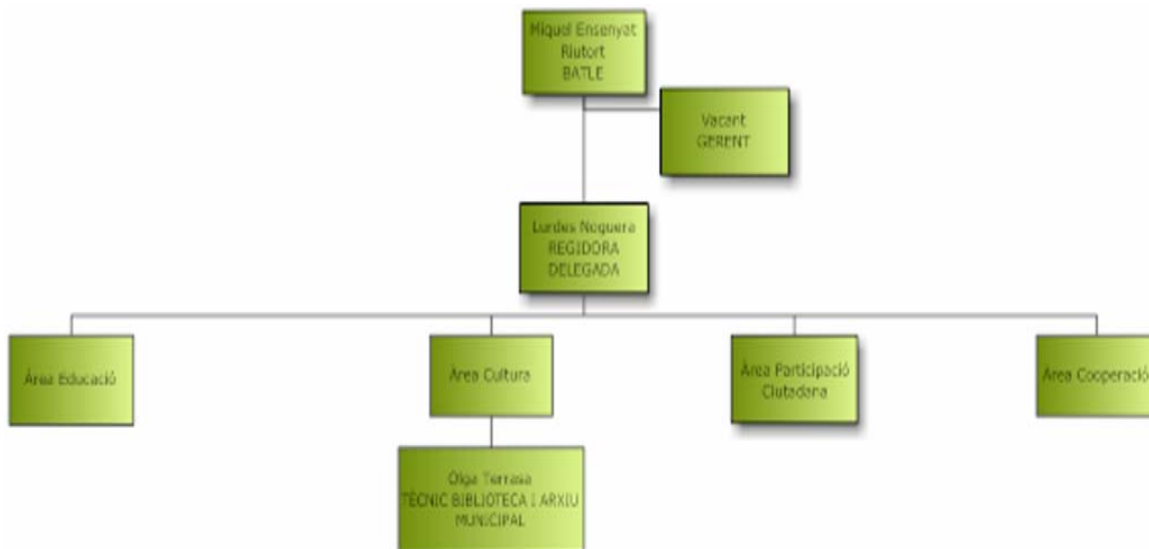 Miquel Ensenyat
Riutort
BATLE
Vacant
GERENT
Lurdes Noguera
REGIDORA
DELEGADA
Àrea Educació
Àrea Cultura
Àrea Participació
Ciutadana
Àrea Cooperació
Olga Terrasa
TÈCNIC BIBLIOTECA I ARXIU
MUNICIPAL